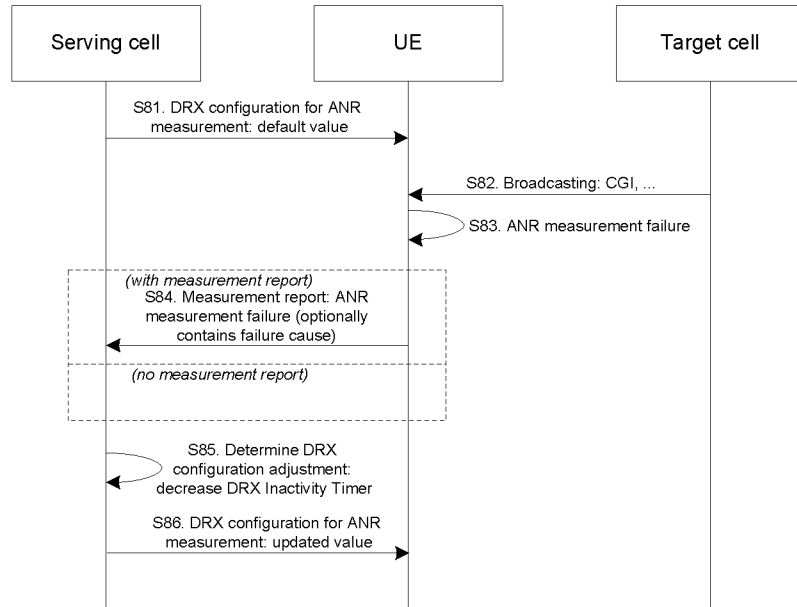 Serving cell
UE
Target cell
S81. DRX configuration for ANR
measurement: default value
S82. Broadcasting: CGI, ...
S83. ANR measurement failure
(with measurement report)
S84. Measurement report: ANR
measurement failure (optionally
contains failure cause)
(no measurement report)
S85. Determine DRX
configuration adjustment:
decrease DRX Inactivity Timer
S86. DRX configuration for ANR
measurement: updated value